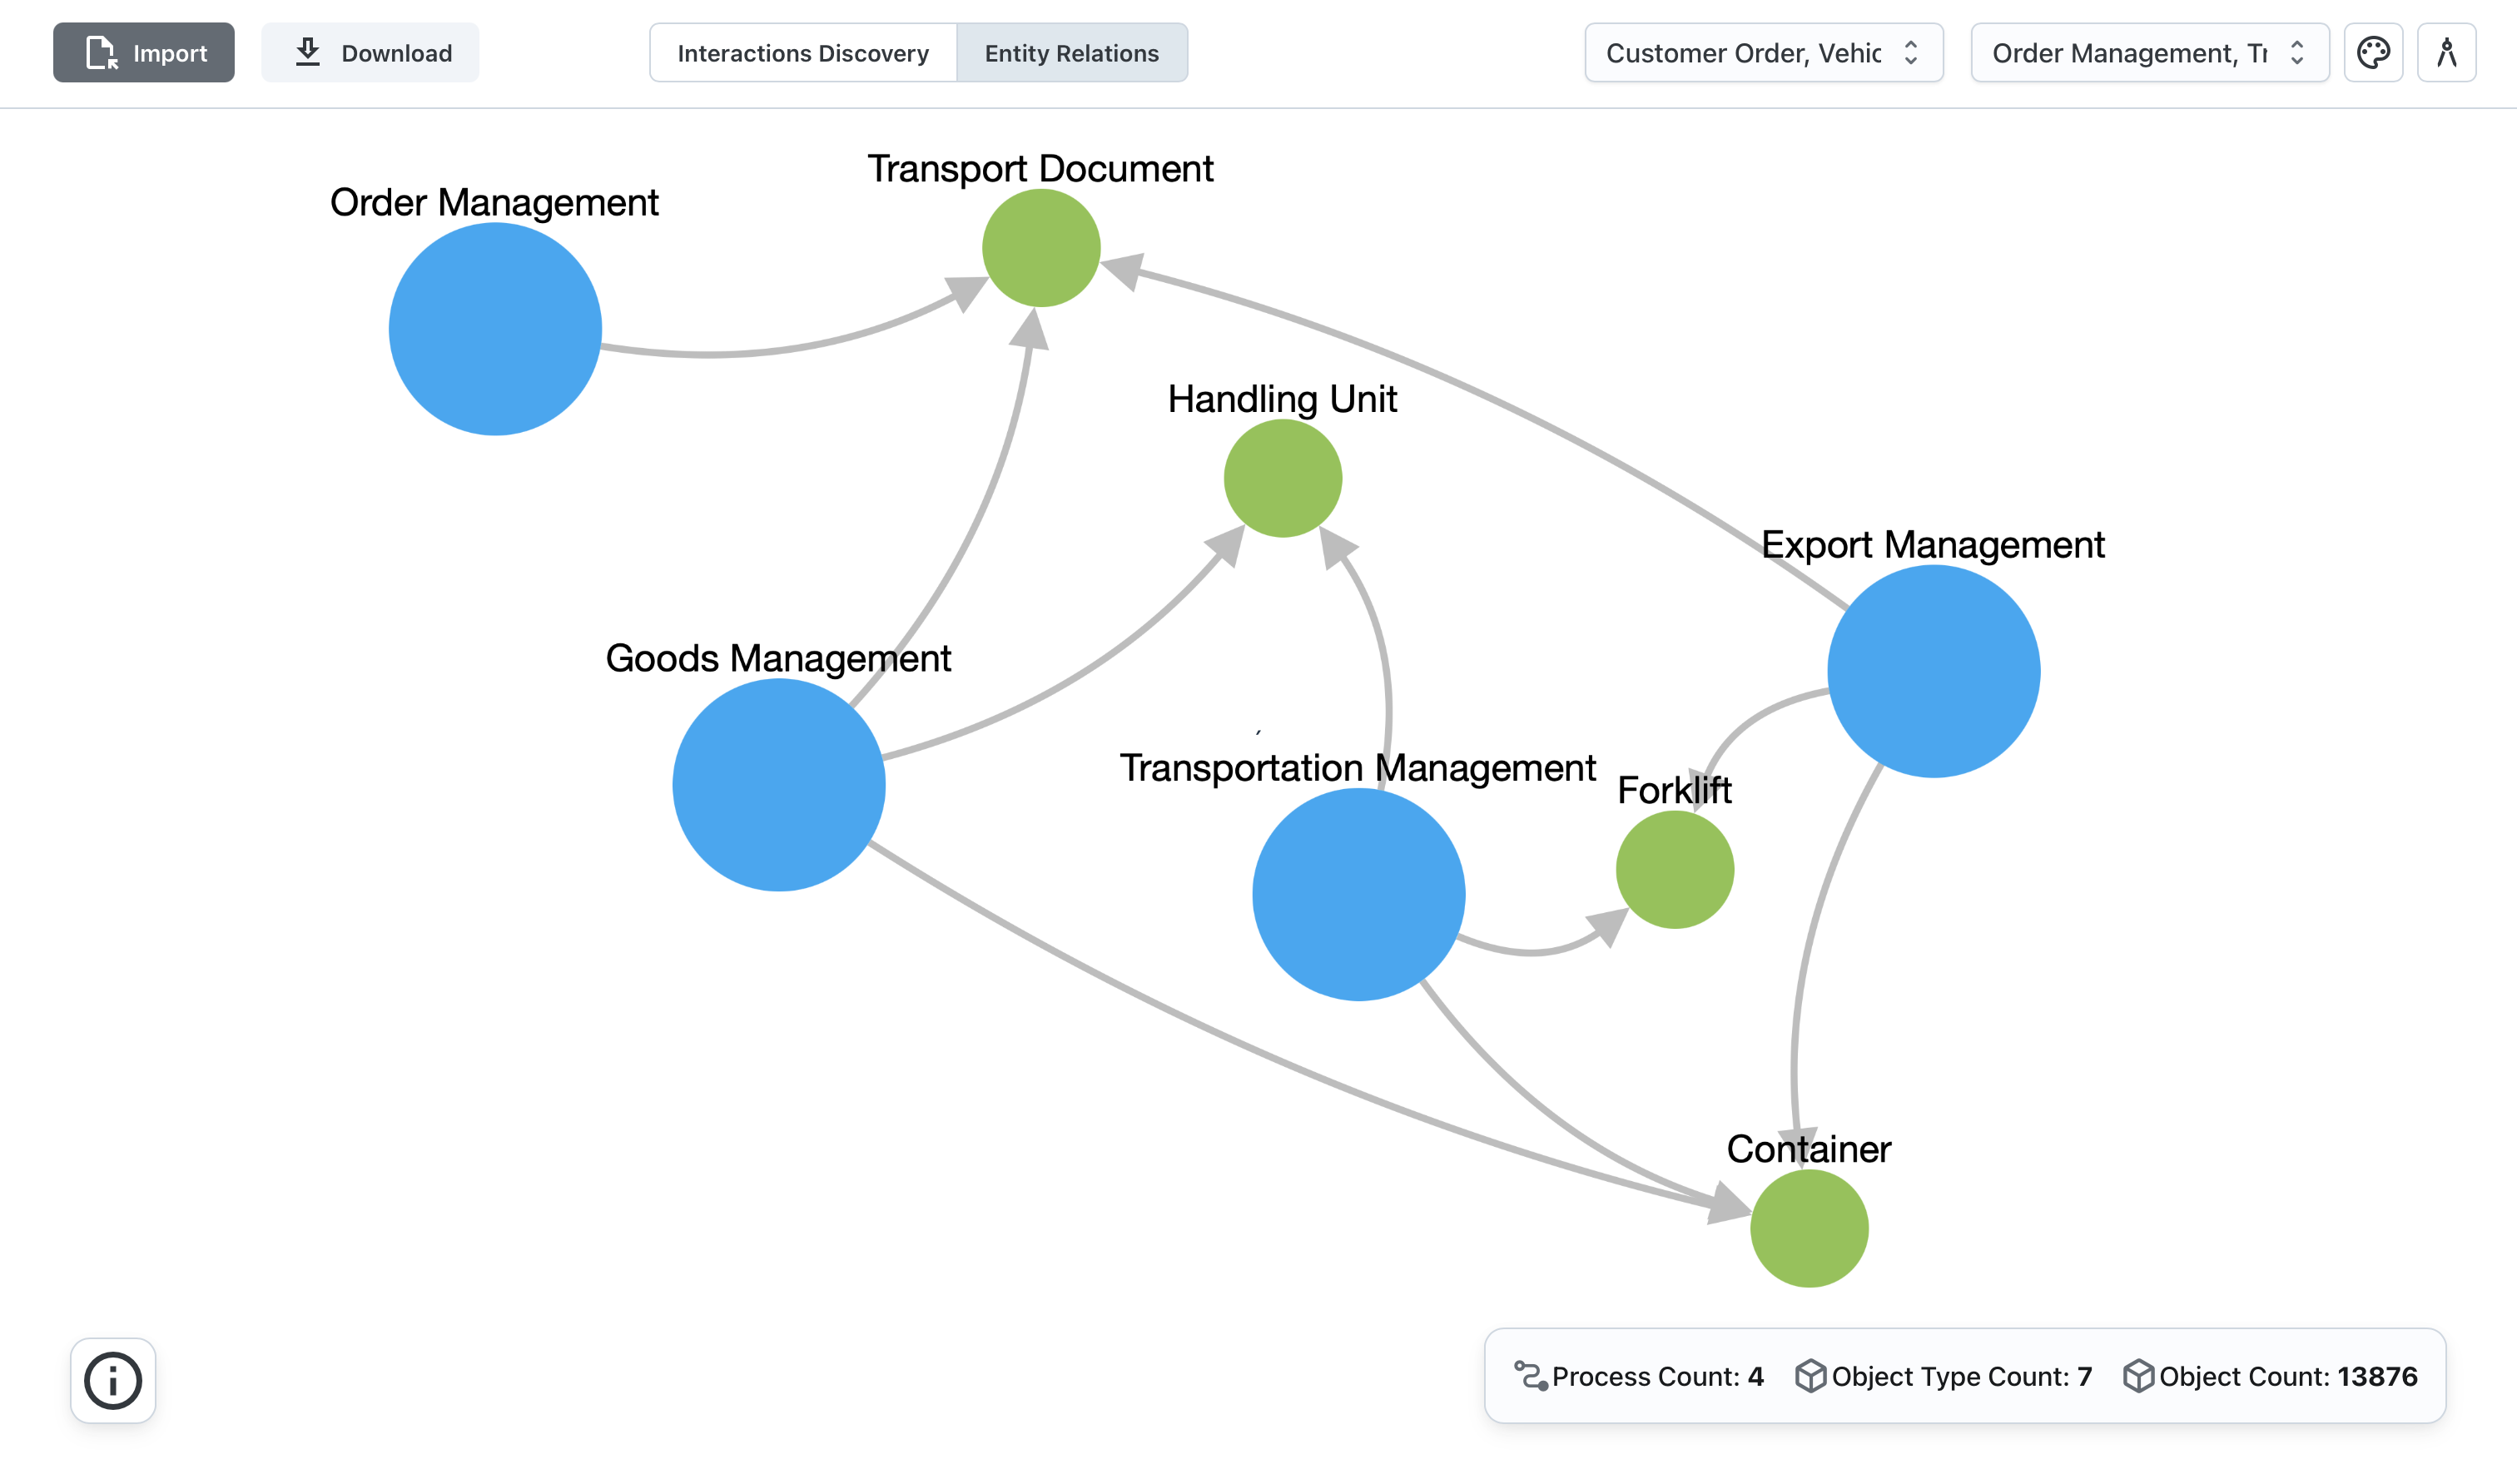 Import
Download
Interactions Discovery
Entity Relations
Customer Order, Vehic
Order Management, Tr
Transport Document
Order Management
Handling Unit
Export Management
Goods Management
Transportation Management
Forklift
Container
Process Count: 4
Object Type Count: 7
Object Count: 13876